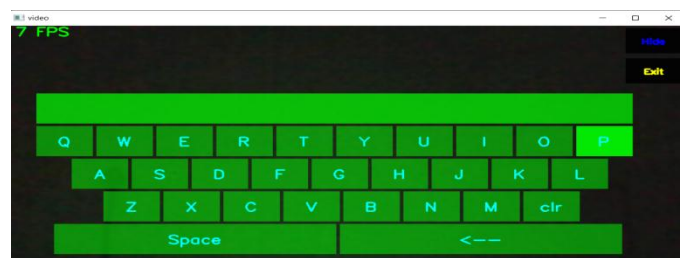 video
7 FPS
Hide
Exit
Q W E R T Y U I O P
A S D F G H J K L
Z X C V B N M clr
Space <--